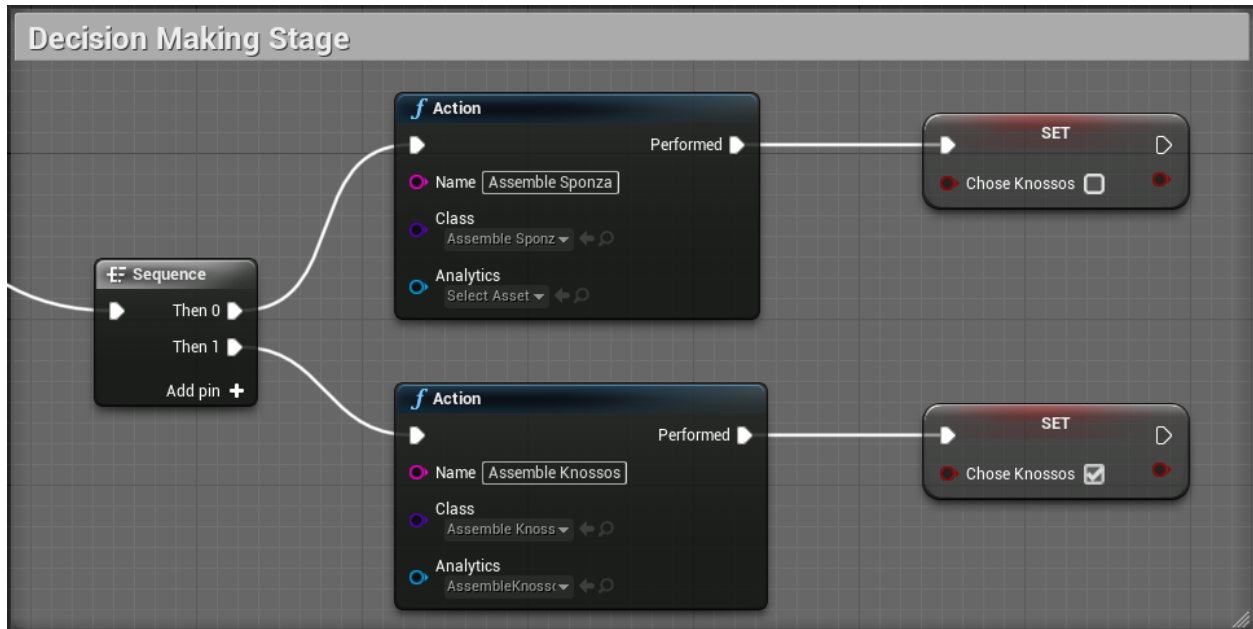 Decision Making Stage
Sequence
Then 0
Then 1
Add pin
Action
Performed
Name Assemble Sponza
Class
Assemble Sponz
Analytics
Select Asset
SET
Chose Knossos
Action
Performed
Name Assemble Knossos
Class
Assemble Knoss
Analytics
AssembleKnoss
SET
Chose Knossos